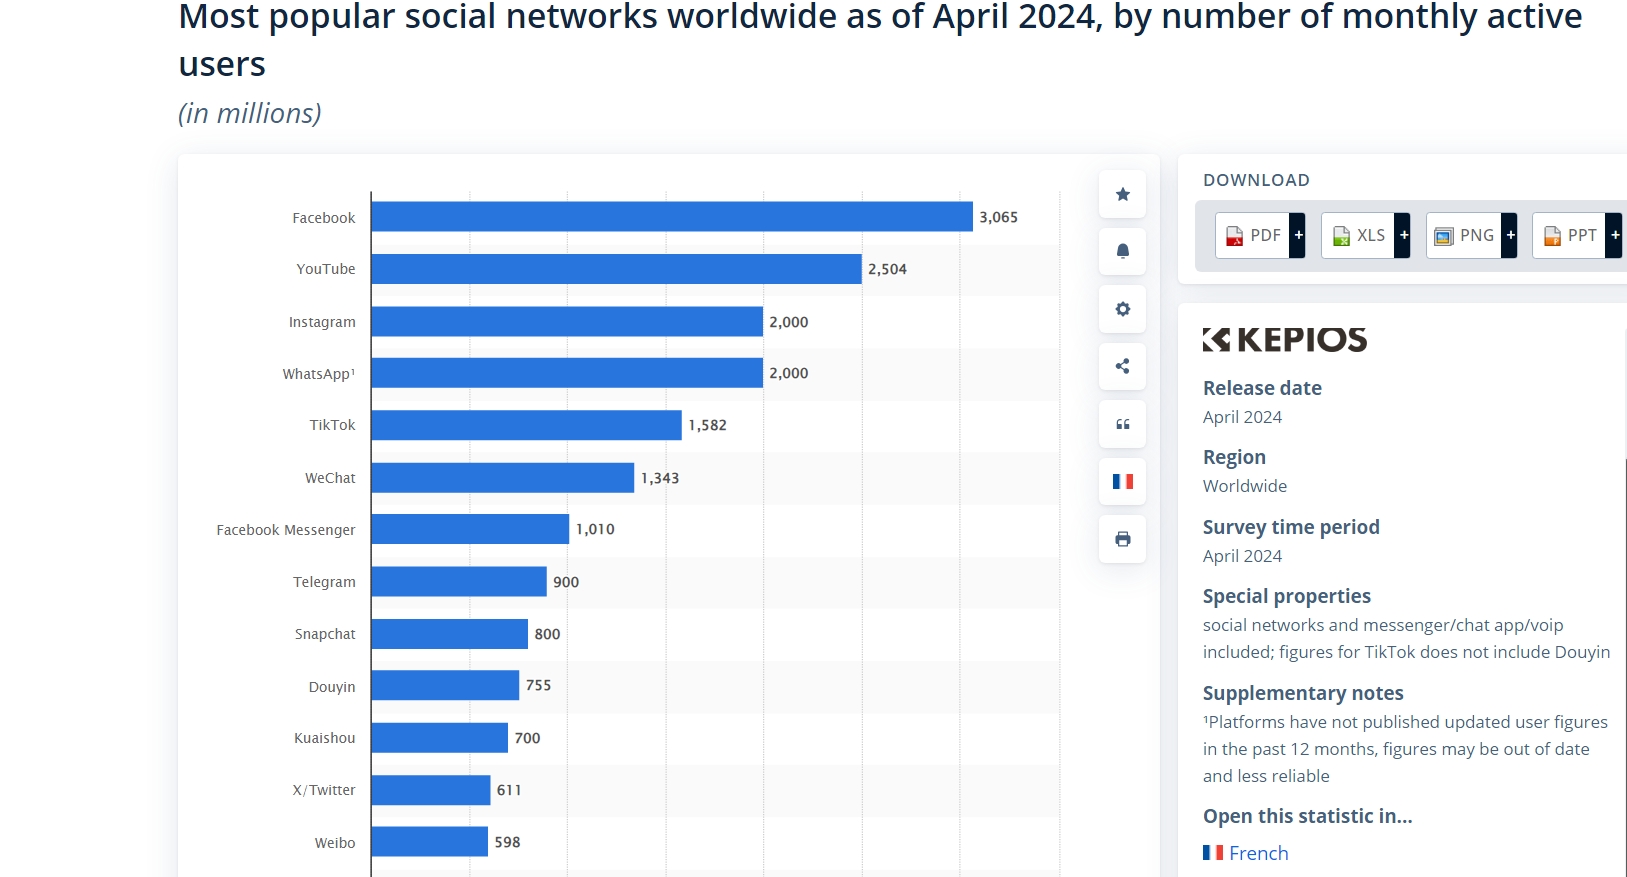 Most popular social networks worldwide as of April 2024, by number of monthly active
users
(in millions)
Facebook 3,065
YouTube 2,504
Instagram 2,000
WhatsApp¹ 2,000
TikTok 1,582
WeChat 1,343
Facebook Messenger 1,010
Telegram 900
Snapchat 800
Douyin 755
Kuaishou 700
X/Twitter 611
Weibo 598
DOWNLOAD
PDF + XLS + PNG + PPT +
KEPIOS
Release date
April 2024
Region
Worldwide
Survey time period
April 2024
Special properties
social networks and messenger/chat app/voip
included; figures for TikTok does not include Douyin
Supplementary notes
¹Platforms have not published updated user figures
in the past 12 months, figures may be out of date
and less reliable
Open this statistic in...
French